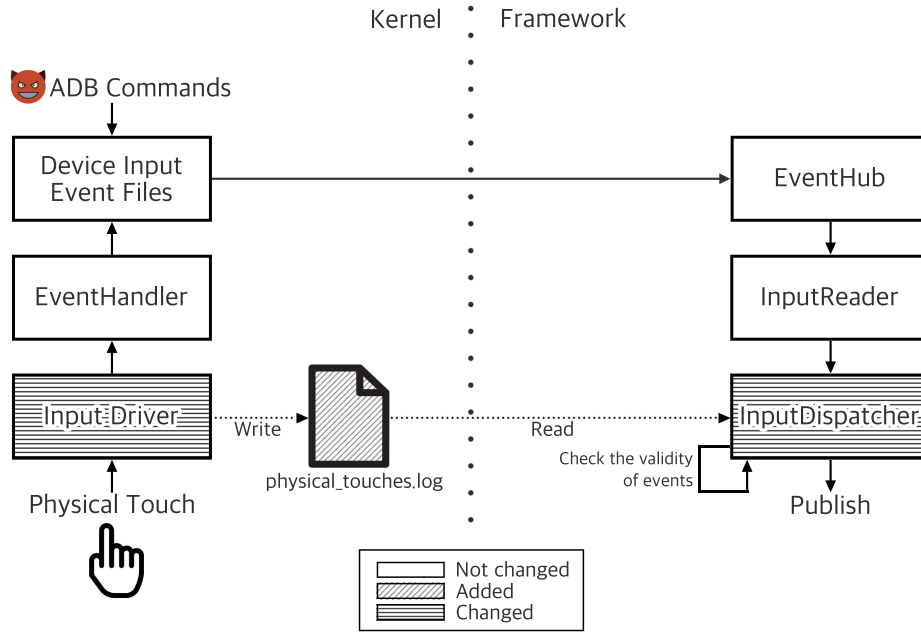 Kernel
Framework
ADB Commands
Device Input
Event Files
EventHub
EventHandler
InputReader
Input Driver
InputDispatcher
Write
Read
physical_touches.log
Check the validity
of events
Physical Touch
Publish
Not changed
Added
Changed